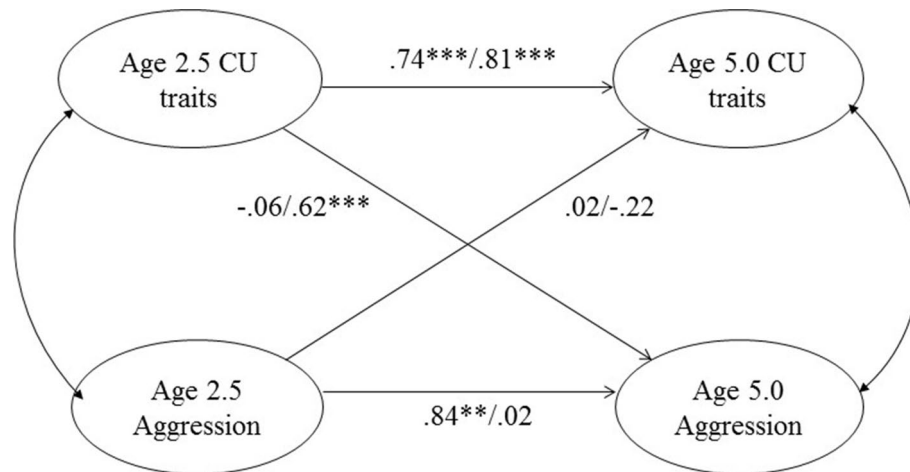 Age 2.5 CU
traits
.74***/.81***
Age 5.0 CU
traits
-.06/.62***
.02/-.22
Age 2.5
Aggression
.84**/.02
Age 5.0
Aggression